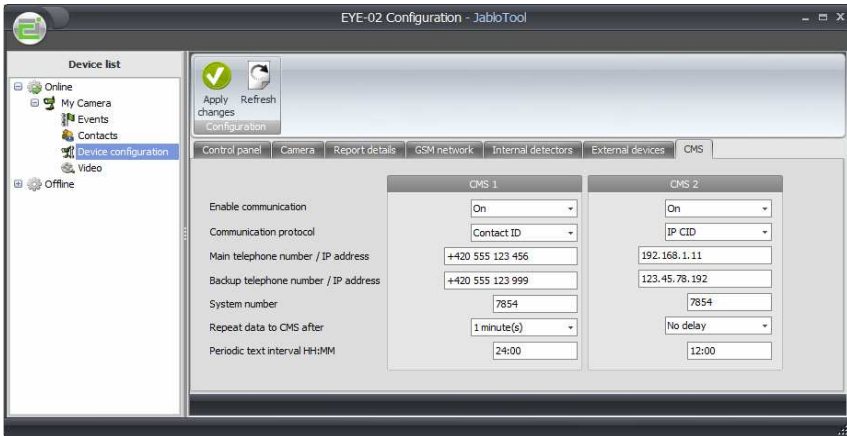 EYE-02 Configuration - JabloTool
Device list
Online
My Camera
Events
Contacts
Device configuration
Video
Offline
Apply changes
Refresh
Configuration
Control panel Camera Report details GSM network Internal detectors External devices CMS
CMS 1 CMS 2
Enable communication On On
Communication protocol Contact ID IP CID
Main telephone number / IP address +420 555 123 456 192.168.1.11
Backup telephone number / IP address +420 555 123 999 123.45.78.192
System number 7854 7854
Repeat data to CMS after 1 minute(s) No delay
Periodic text interval HH:MM 24:00 12:00